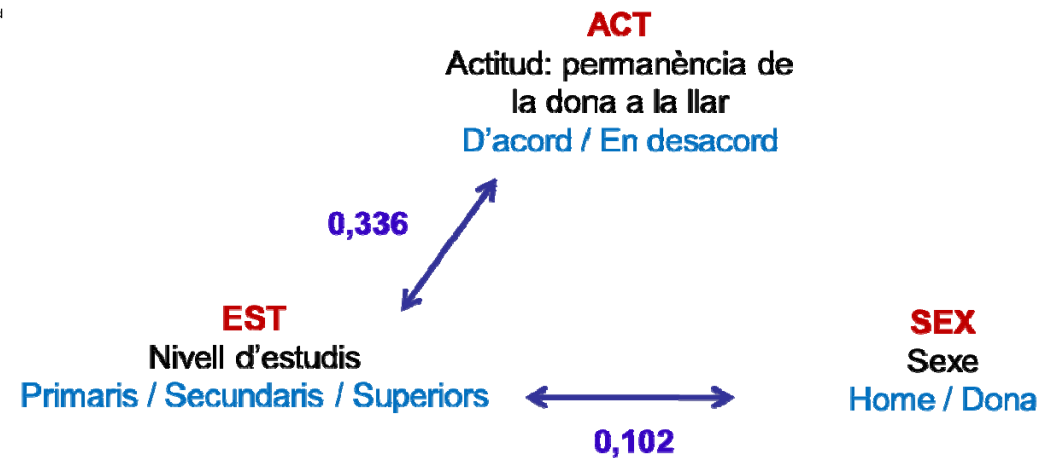 ACT
Actitud: permanència de
la dona a la llar
D'acord / En desacord
0,336
EST
Nivell d'estudis
Primaris / Secundaris / Superiors
SEX
Sexe
Home / Dona
0,102